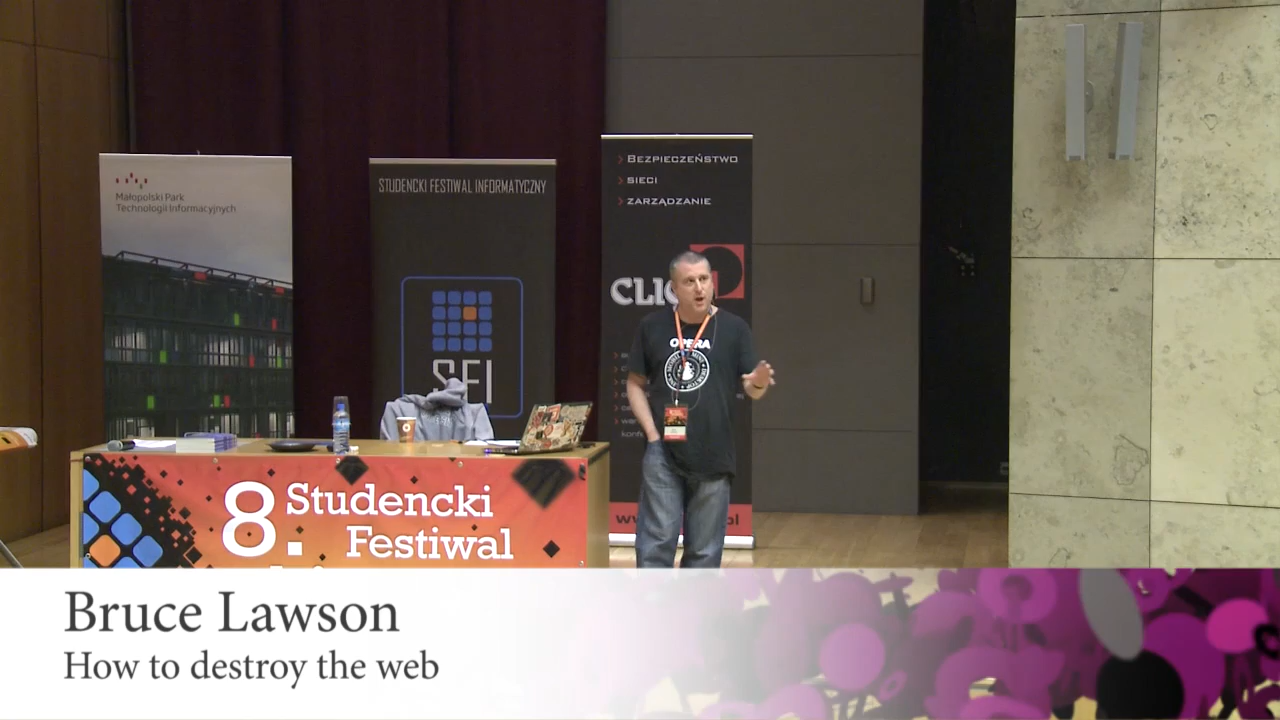 Małopolski Park
Technologii Informacyjnych
STUDENCKI FESTIWAL INFORMATYCZNY
SFI
BEZPIECZEŃSTWO
SIECI
ZARZĄDZANIE
OPERA
8. Studencki
Festiwal
Bruce Lawson
How to destroy the web